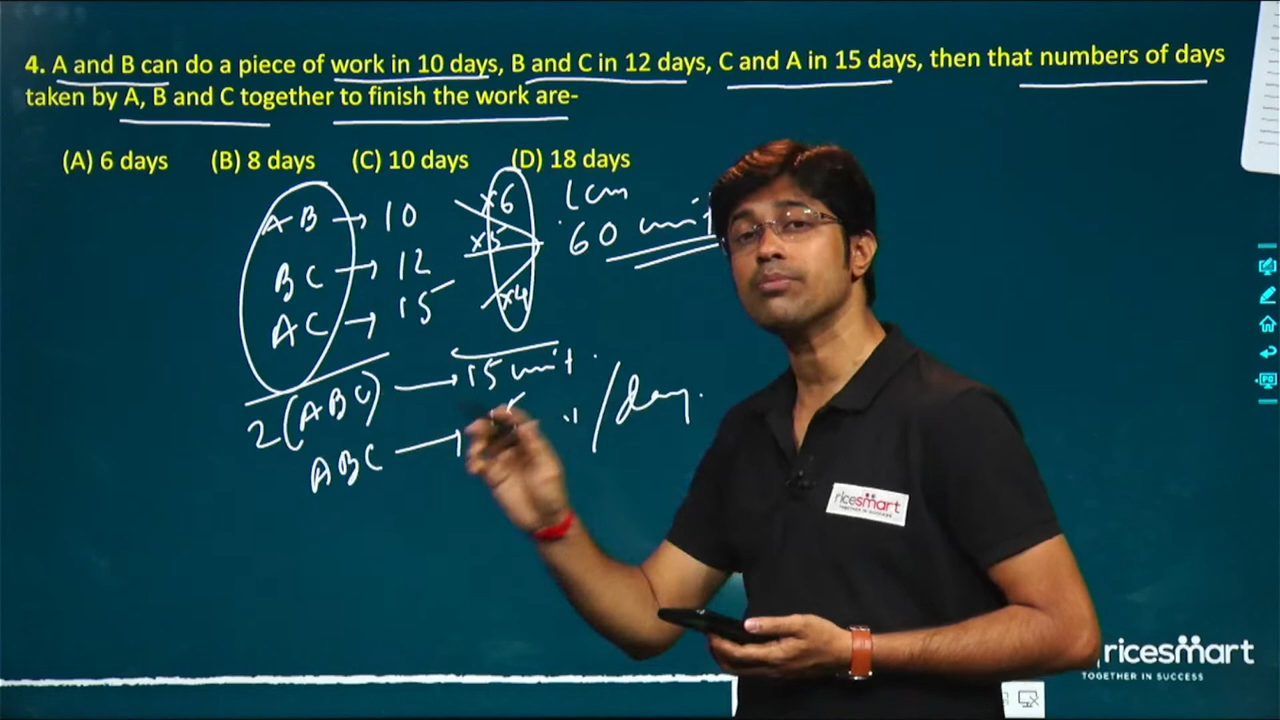 4. A and B can do a piece of work in 10 days, B and C in 12 days, C and A in 15 days, then that numbers of days
taken by A, B and C together to finish the work are-
(A) 6 days (B) 8 days (C) 10 days (D) 18 days
AB → 10 ×6 lcm
BC → 12 ×5 60 unit
AC → 15 ×4
2(ABC) → 15 unit
ABC → " /day.
ricesmart
TOGETHER IN SUCCESS
ricesmart
TOGETHER IN SUCCESS